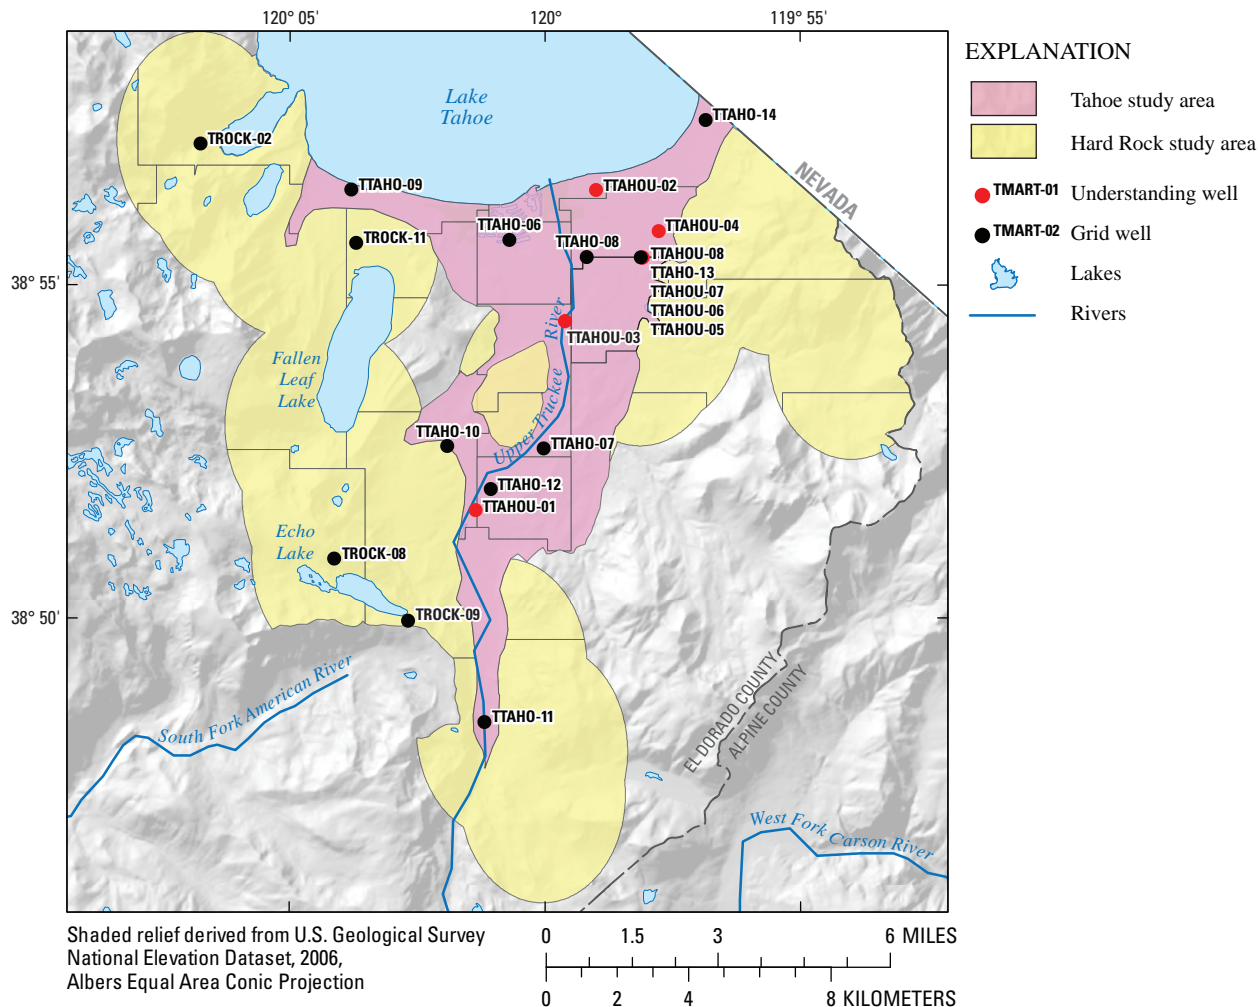 120° 05'
120°
119° 55'
38° 55'
38° 50'
Lake
Tahoe
TTAHO-14
TROCK-02
NEVADA
TTAHO-09
TTAHOU-02
TTAHO-06
TTAHOU-04
TROCK-11
TTAHO-08
TTAHOU-08
TTAHO-13
TTAHOU-07
TTAHOU-06
TTAHOU-05
TTAHOU-03
Fallen
Leaf
Lake
Upper Truckee River
TTAHO-10
TTAHO-07
TTAHO-12
TTAHOU-01
Echo
Lake
TROCK-08
TROCK-09
South Fork American River
TTAHO-11
EL DORADO COUNTY
ALPINE COUNTY
West Fork Carson River
EXPLANATION
Tahoe study area
Hard Rock study area
TMART-01 Understanding well
TMART-02 Grid well
Lakes
Rivers
Shaded relief derived from U.S. Geological Survey
National Elevation Dataset, 2006,
Albers Equal Area Conic Projection
0 1.5 3 6 MILES
0 2 4 8 KILOMETERS